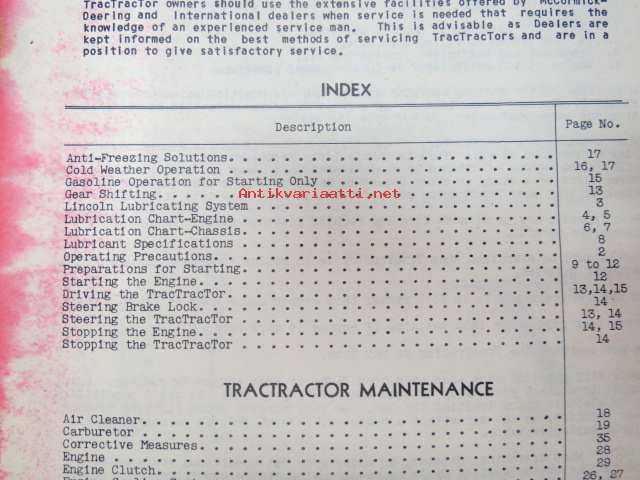 TracTracTor owners should use the extensive facilities offered by McCormick-
Deering and International dealers when service is needed that requires the
knowledge of an experienced service man. This is advisable as Dealers are
kept informed on the best methods of servicing TracTracTors and are in a
position to give satisfactory service.
INDEX
Description Page No.
Anti-Freezing Solutions. 17
Cold Weather Operation 16, 17
Gasoline Operation for Starting Only 15
Gear Shifting. 13
Antikvariaatti.net
Lincoln Lubricating System 3
Lubrication Chart-Engine 4, 5
Lubrication Chart-Chassis. 6, 7
Lubricant Specifications 8
Operating Precautions. 2
Preparations for Starting. 9 to 12
Starting the Engine. 12
Driving the TracTracTor. 13,14,15
Steering Brake Lock. 14
Steering the TracTracTor 13, 14
Stopping the Engine. 14, 15
Stopping the TracTracTor 14
TRACTRACTOR MAINTENANCE
Air Cleaner. 18
Carburetor 19
Corrective Measures. 35
Engine 28
Engine Clutch. 29
26, 27